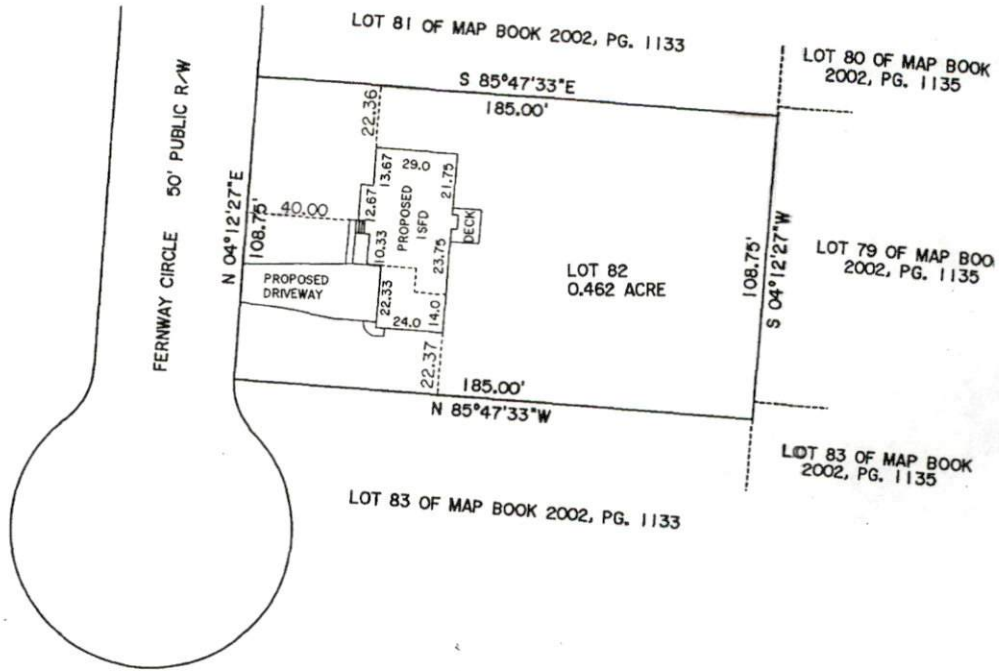 LOT 81 OF MAP BOOK 2002, PG. 1133
LOT 80 OF MAP BOOK
2002, PG. 1135
S 85°47'33"E
185.00'
22.36
FERNWAY CIRCLE 50' PUBLIC R/W
N 04°12'27"E
108.75'
40.00
13.67
29.0
21.75
12.67
PROPOSED
1SFD
DECK
10.33
23.75
PROPOSED
DRIVEWAY
22.33
24.0
14.0
22.37
LOT 82
0.462 ACRE
108.75'
S 04°12'27"W
LOT 79 OF MAP BOO
2002, PG. 1135
185.00'
N 85°47'33"W
LOT 83 OF MAP BOOK
2002, PG. 1135
LOT 83 OF MAP BOOK 2002, PG. 1133